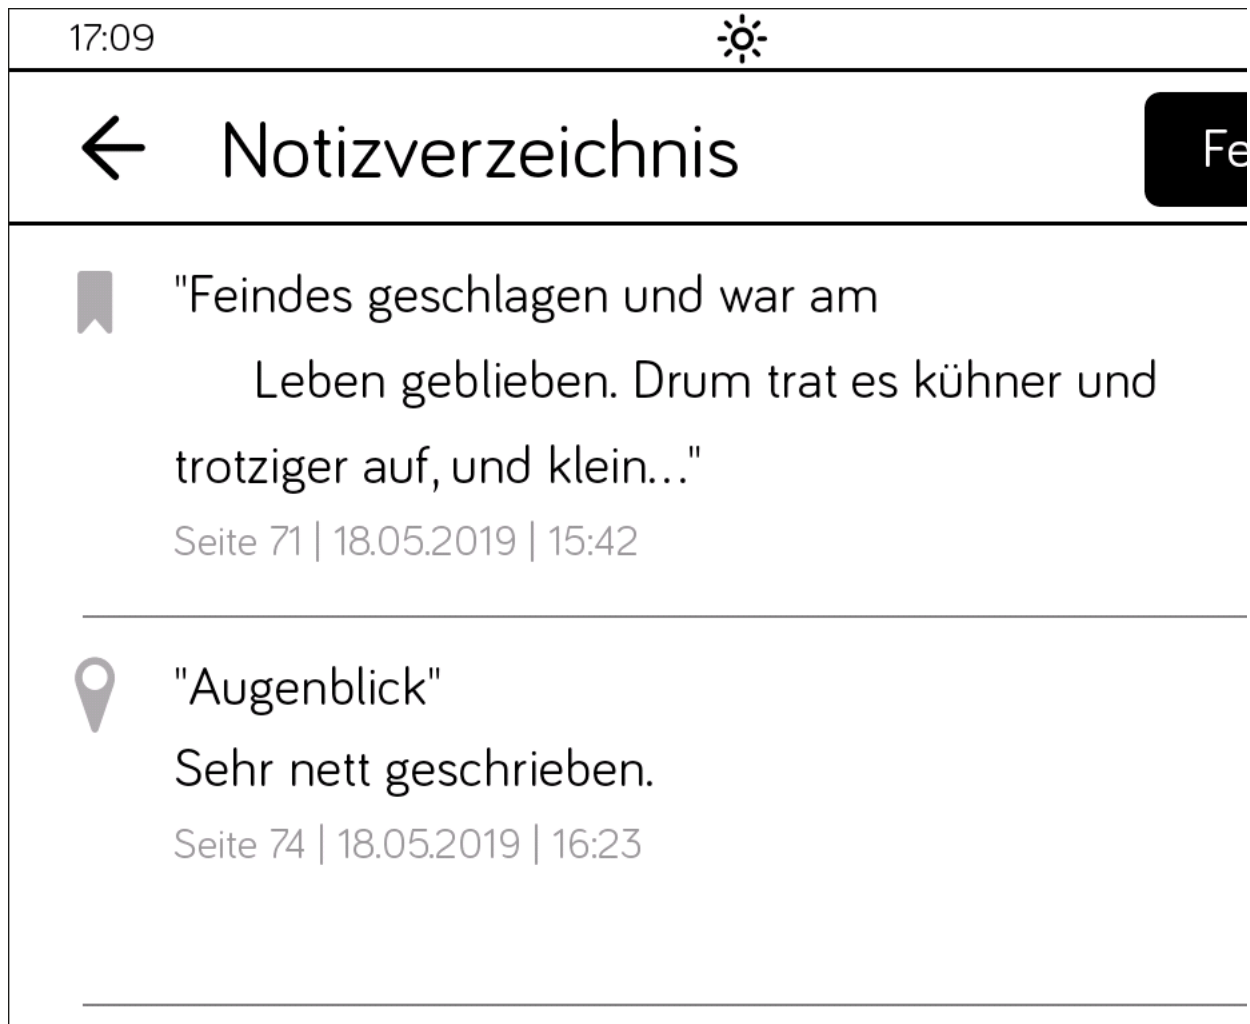 17:09
Notizverzeichnis
Fe
"Feindes geschlagen und war am
Leben geblieben. Drum trat es kühner und
trotziger auf, und klein..."
Seite 71 | 18.05.2019 | 15:42
"Augenblick"
Sehr nett geschrieben.
Seite 74 | 18.05.2019 | 16:23